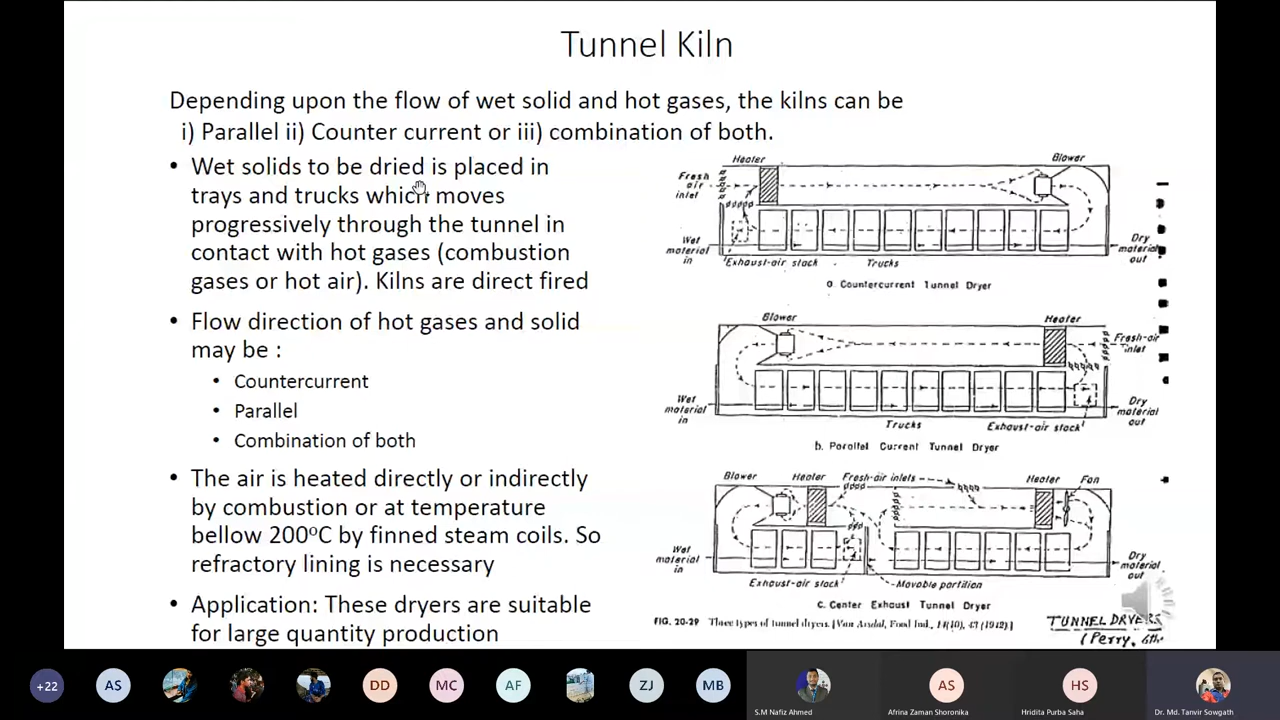 Tunnel Kiln
Depending upon the flow of wet solid and hot gases, the kilns can be
i) Parallel ii) Counter current or iii) combination of both.
• Wet solids to be dried is placed in
trays and trucks which moves
progressively through the tunnel in
contact with hot gases (combustion
gases or hot air). Kilns are direct fired
• Flow direction of hot gases and solid
may be :
• Countercurrent
• Parallel
• Combination of both
• The air is heated directly or indirectly
by combustion or at temperature
bellow 200°C by finned steam coils. So
refractory lining is necessary
• Application: These dryers are suitable
for large quantity production
Heater
Blower
Fresh
air
inlet
Wet
material
in
Exhaust-air stack
Trucks
Dry
material
out
a. Countercurrent Tunnel Dryer
Blower
Heater
Fresh-air
inlet
Wet
material
in
Trucks
Exhaust-air stack
Dry
material
out
b. Parallel Current Tunnel Dryer
Blower
Heater
Fresh-air inlets
Heater
Fan
Wet
material
in
Exhaust-air stack
Movable partition
Dry
material
out
c. Center Exhaust Tunnel Dryer
FIG. 20-29 Three types of tunnel dryers. [Van Arsdal, Food Ind., 14(10), 43 (1942)]
TUNNEL DRYERS
(Perry, 6th
+22
AS
DD
MC
AF
ZJ
MB
S.M Nafiz Ahmed
AS
Afrina Zaman Shoronika
HS
Hridita Purba Saha
Dr. Md. Tanvir Sowgath